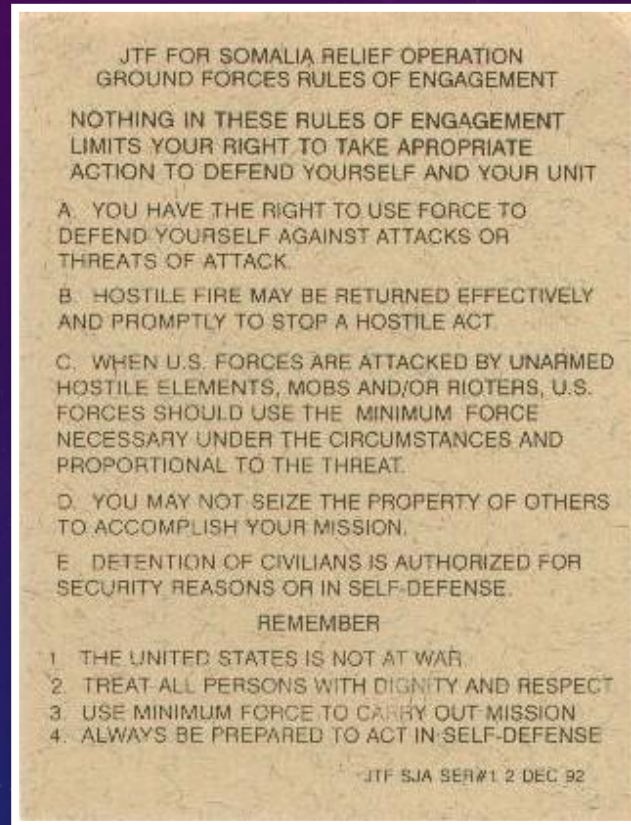 JTF FOR SOMALIA RELIEF OPERATION
GROUND FORCES RULES OF ENGAGEMENT
NOTHING IN THESE RULES OF ENGAGEMENT
LIMITS YOUR RIGHT TO TAKE APROPRIATE
ACTION TO DEFEND YOURSELF AND YOUR UNIT
A. YOU HAVE THE RIGHT TO USE FORCE TO
DEFEND YOURSELF AGAINST ATTACKS OR
THREATS OF ATTACK.
B. HOSTILE FIRE MAY BE RETURNED EFFECTIVELY
AND PROMPTLY TO STOP A HOSTILE ACT.
C. WHEN U.S. FORCES ARE ATTACKED BY UNARMED
HOSTILE ELEMENTS, MOBS AND/OR RIOTERS, U.S.
FORCES SHOULD USE THE MINIMUM FORCE
NECESSARY UNDER THE CIRCUMSTANCES AND
PROPORTIONAL TO THE THREAT.
D. YOU MAY NOT SEIZE THE PROPERTY OF OTHERS
TO ACCOMPLISH YOUR MISSION.
E. DETENTION OF CIVILIANS IS AUTHORIZED FOR
SECURITY REASONS OR IN SELF-DEFENSE.
REMEMBER
1. THE UNITED STATES IS NOT AT WAR.
2. TREAT ALL PERSONS WITH DIGNITY AND RESPECT
3. USE MINIMUM FORCE TO CARRY OUT MISSION
4. ALWAYS BE PREPARED TO ACT IN SELF-DEFENSE
JTF SJA SER#1 2 DEC 92